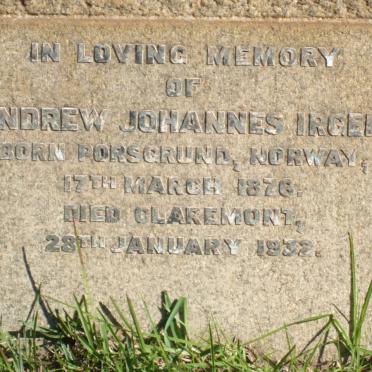 IN LOVING MEMORY
OF
NDREW JOHANNES IRGE
BORN PORSGRUND, NORWAY,
17TH MARCH 1876.
DIED CLAREMONT,
28TH JANUARY 1932.